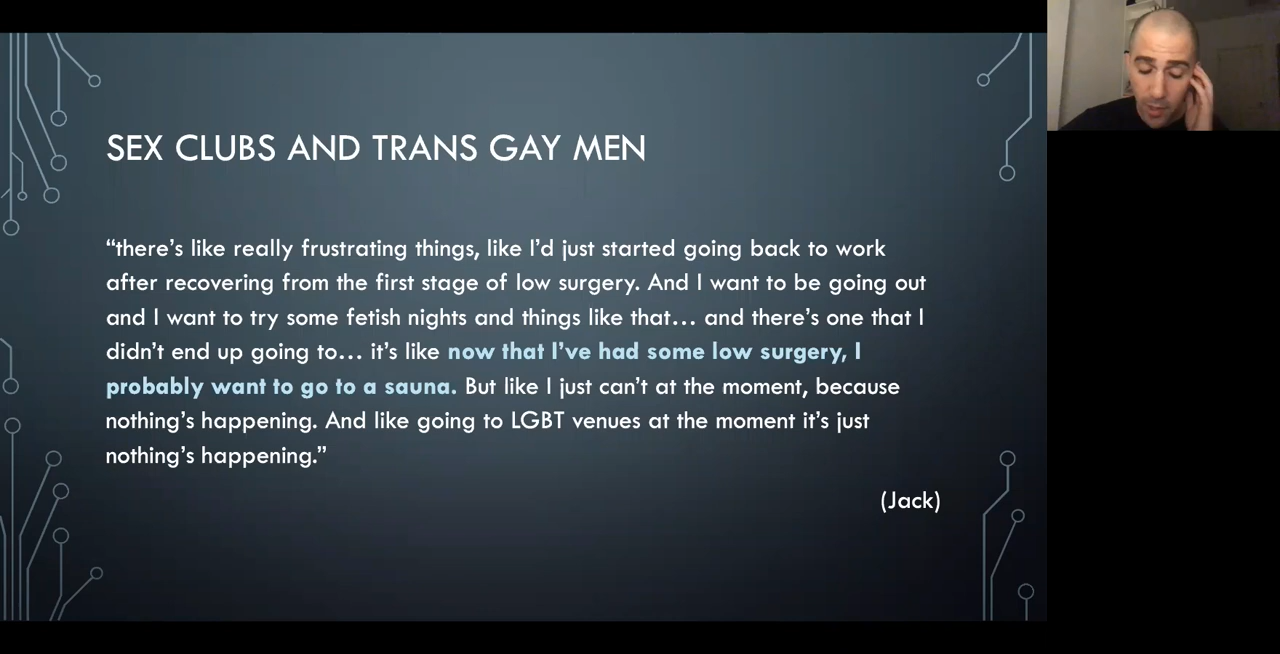 SEX CLUBS AND TRANS GAY MEN
“there’s like really frustrating things, like I’d just started going back to work
after recovering from the first stage of low surgery. And I want to be going out
and I want to try some fetish nights and things like that… and there’s one that I
didn’t end up going to… it’s like now that I’ve had some low surgery, I
probably want to go to a sauna. But like I just can’t at the moment, because
nothing’s happening. And like going to LGBT venues at the moment it’s just
nothing’s happening.”
(Jack)